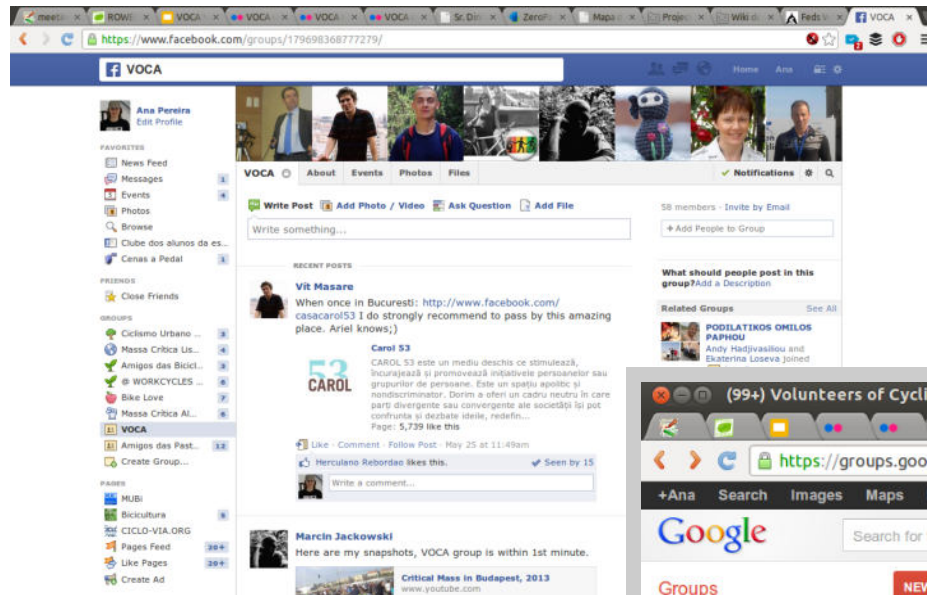 meetin
ROWE
VOCA
VOCA
VOCA
VOCA
Sr. Din
ZeroPa
Mapa d
Projec
Wiki d
Feds V
VOCA
https://www.facebook.com/groups/179698368777279/
VOCA
Home Ana
Ana Pereira
Edit Profile
FAVORITES
News Feed
Messages 1
Events 4
Photos
Browse
Clube dos alunos da es...
Cenas a Pedal 1
FRIENDS
Close Friends
GROUPS
Ciclismo Urbano ... 3
Massa Crítica Lis... 4
Amigos das Bicicl... 3
@ WORKCYCLES ... 6
Bike Love 7
Massa Crítica Al... 6
VOCA
Amigos das Past... 12
Create Group...
PAGES
MUBi
Bicicultura 5
CICLO-VIA.ORG
Pages Feed 20+
Like Pages 20+
Create Ad
VOCA About Events Photos Files
Notifications
Write Post Add Photo / Video Ask Question Add File
Write something...
RECENT POSTS
Vit Masare
When once in Bucuresti: http://www.facebook.com/
casacarol53 I do strongly recommend to pass by this amazing
place. Ariel knows;)
53
CAROL
Carol 53
CAROL 53 este un mediu deschis ce stimulează,
încurajează și promovează inițiativele persoanelor sau
grupurilor de persoane. Este un spațiu apolitic și
nondiscriminator. Dorim a oferi un cadru neutru în care
parți divergente sau convergente ale societății își pot
confrunta și dezbate ideile, redefin...
Page: 5,739 like this
Like · Comment · Follow Post · May 25 at 11:49am
Herculano Rebordao likes this. Seen by 15
Write a comment...
Marcin Jackowski
Here are my snapshots, VOCA group is within 1st minute.
Critical Mass in Budapest, 2013
www.youtube.com
58 members · Invite by Email
+ Add People to Group
What should people post in this
group? Add a Description
Related Groups See All
PODILATIKOS OMILOS
PAPHOU
Andy Hadjivasiliou and
Ekaterina Loseva joined
(99+) Volunteers of Cycli
https://groups.goo
+Ana Search Images Maps
Google
Search for
Groups
NEW